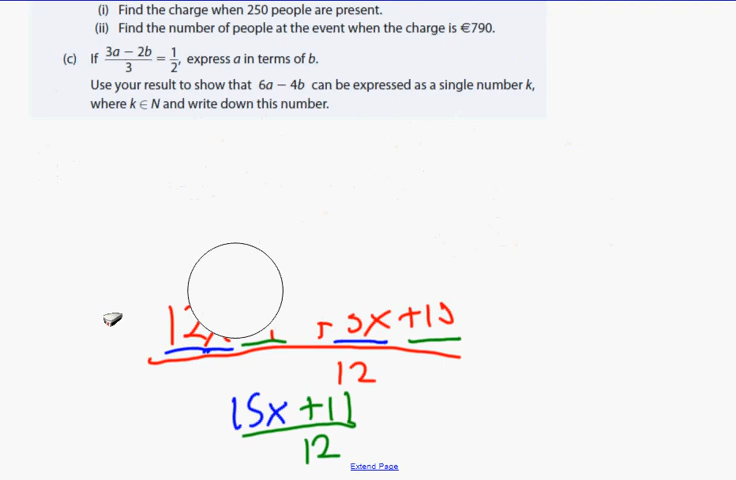 (i) Find the charge when 250 people are present.
(ii) Find the number of people at the event when the charge is €790.
(c) If (3a − 2b)/3 = 1/2, express a in terms of b.
Use your result to show that 6a − 4b can be expressed as a single number k,
where k ∈ N and write down this number.
+15
12
15x + 11
12
Extend Page